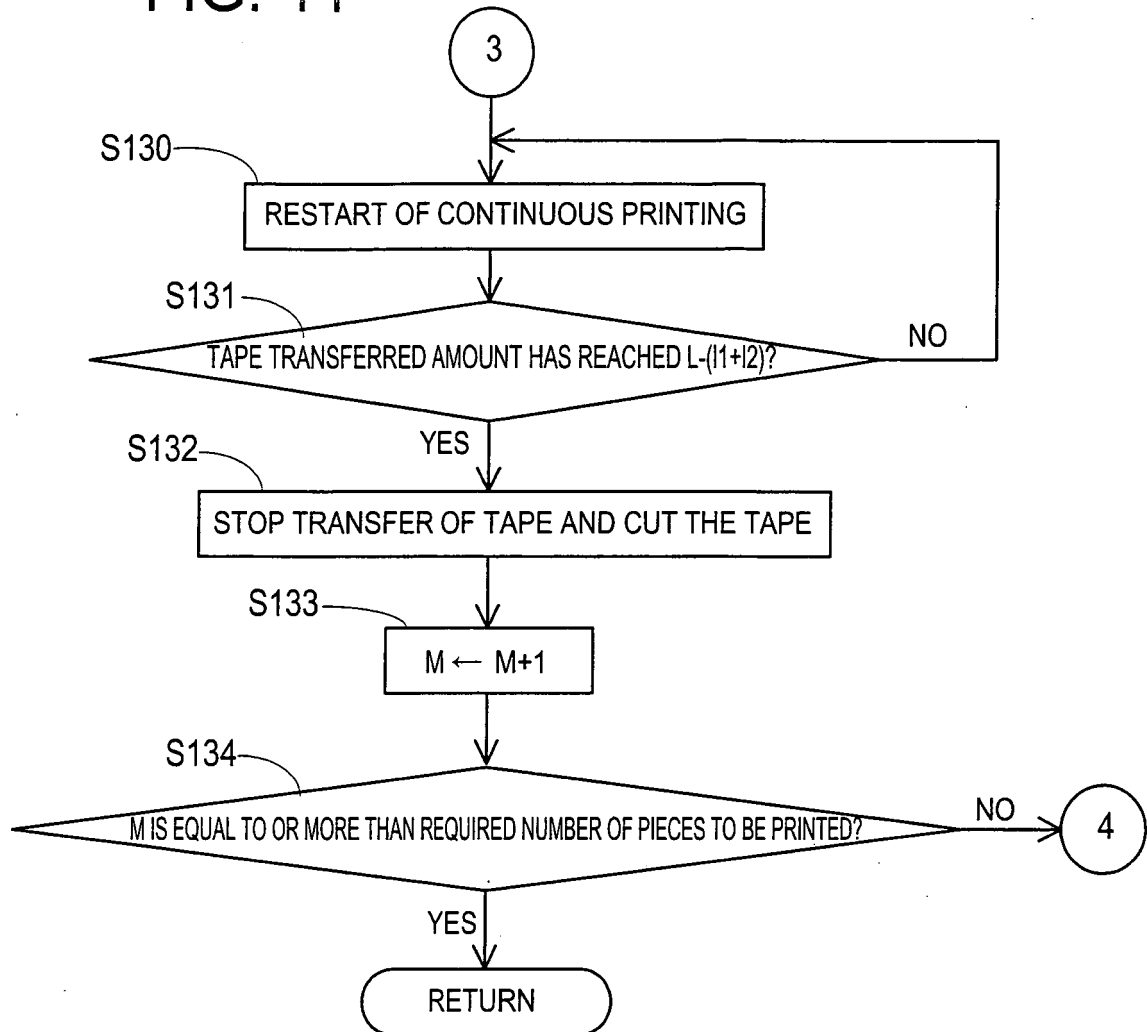 FIG. 11
3
S130
RESTART OF CONTINUOUS PRINTING
S131
TAPE TRANSFERRED AMOUNT HAS REACHED L-(l1+l2)?
NO
YES
S132
STOP TRANSFER OF TAPE AND CUT THE TAPE
S133
M ← M+1
S134
M IS EQUAL TO OR MORE THAN REQUIRED NUMBER OF PIECES TO BE PRINTED?
NO
4
YES
RETURN